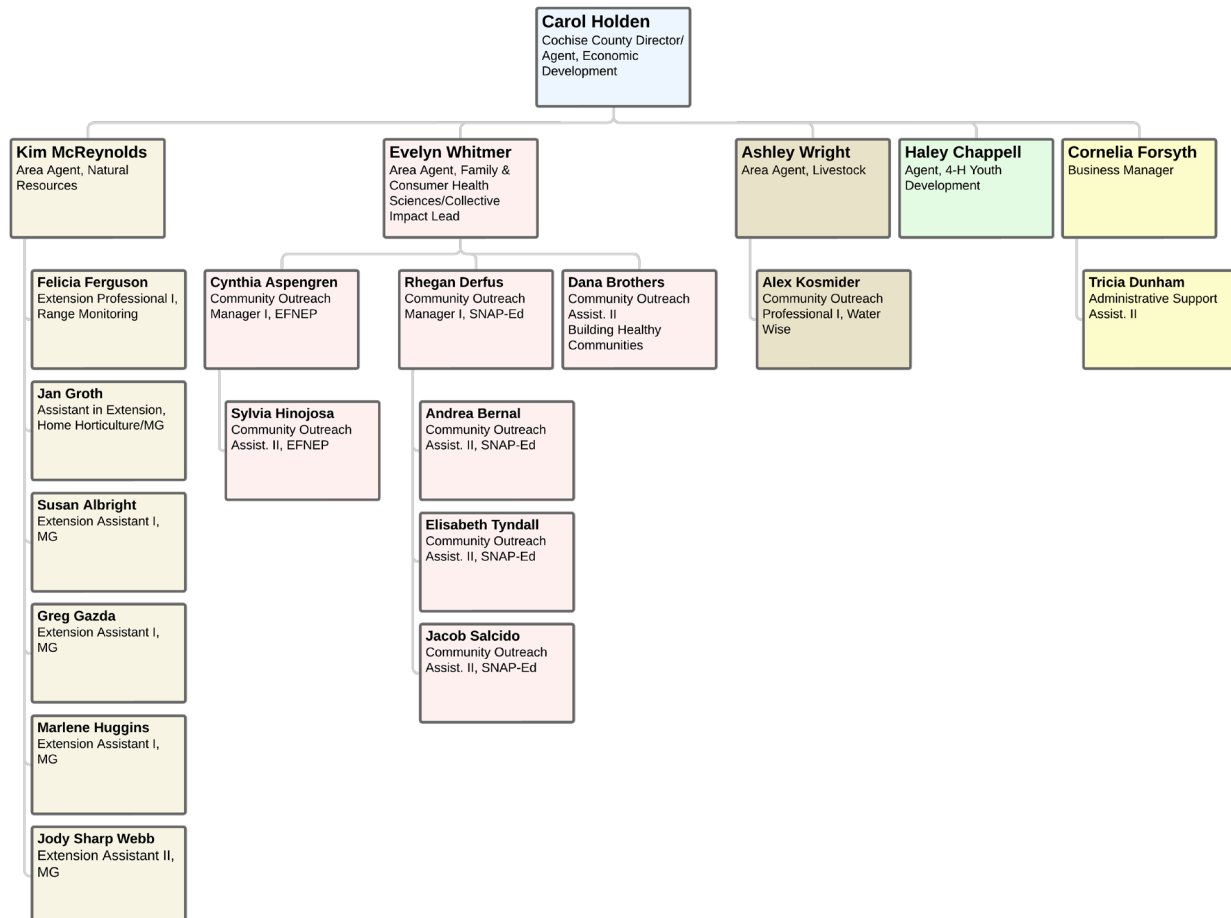 Carol Holden
Cochise County Director/
Agent, Economic
Development
Kim McReynolds
Area Agent, Natural
Resources
Evelyn Whitmer
Area Agent, Family &
Consumer Health
Sciences/Collective
Impact Lead
Ashley Wright
Area Agent, Livestock
Haley Chappell
Agent, 4-H Youth
Development
Cornelia Forsyth
Business Manager
Felicia Ferguson
Extension Professional I,
Range Monitoring
Cynthia Aspengren
Community Outreach
Manager I, EFNEP
Rhegan Derfus
Community Outreach
Manager I, SNAP-Ed
Dana Brothers
Community Outreach
Assist. II
Building Healthy
Communities
Alex Kosmider
Community Outreach
Professional I, Water
Wise
Tricia Dunham
Administrative Support
Assist. II
Jan Groth
Assistant in Extension,
Home Horticulture/MG
Sylvia Hinojosa
Community Outreach
Assist. II, EFNEP
Andrea Bernal
Community Outreach
Assist. II, SNAP-Ed
Susan Albright
Extension Assistant I,
MG
Elisabeth Tyndall
Community Outreach
Assist. II, SNAP-Ed
Greg Gazda
Extension Assistant I,
MG
Jacob Salcido
Community Outreach
Assist. II, SNAP-Ed
Marlene Huggins
Extension Assistant I,
MG
Jody Sharp Webb
Extension Assistant II,
MG